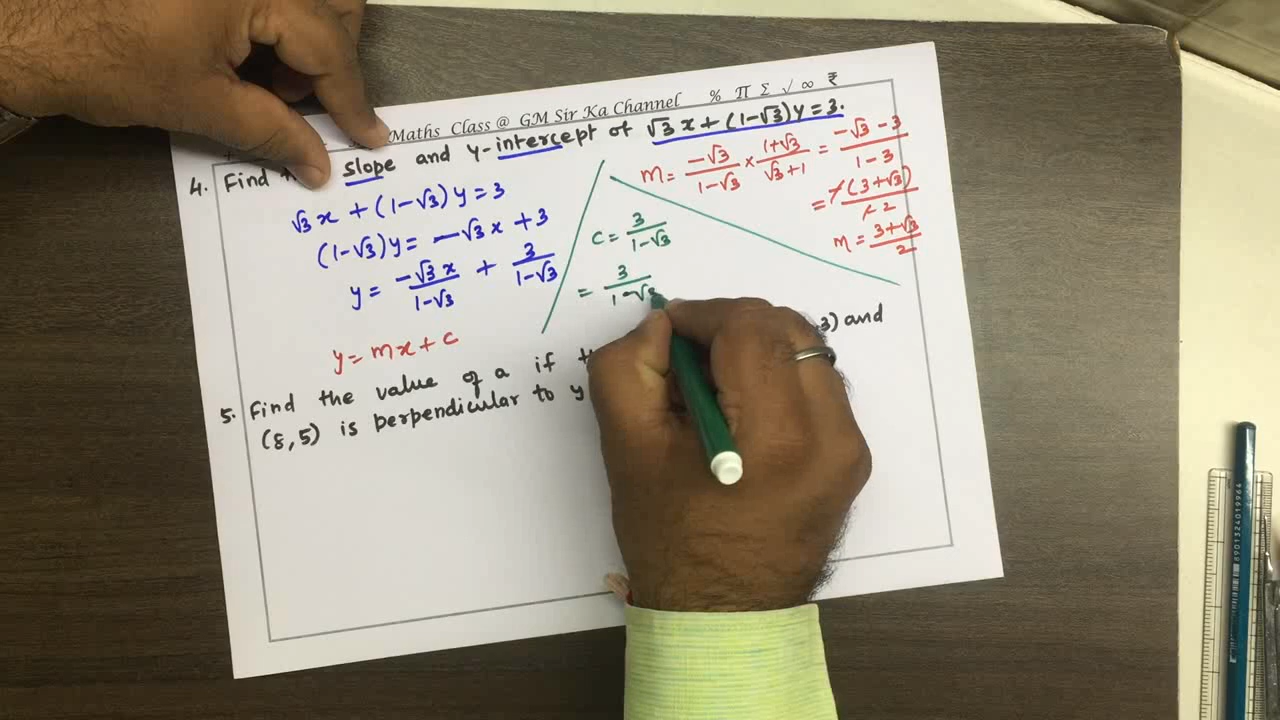 Maths Class @ GM Sir Ka Channel % Π Σ √ ∞ ₹
4. Find slope and y-intercept of √3 x + (1-√3) y = 3.
√3 x + (1-√3) y = 3
(1-√3) y = -√3 x + 3
y = -√3 x / 1-√3 + 3 / 1-√3
y = mx + c
c = 3 / 1-√3
= 3 / 1-√3
m = -√3 / 1-√3 × 1+√3 / √3+1 = -√3 - 3 / 1-3
= -(3+√3) / -2
m = 3+√3 / 2
5. Find the value of a if 3) and
(8,5) is perpendicular to y
8901324019964